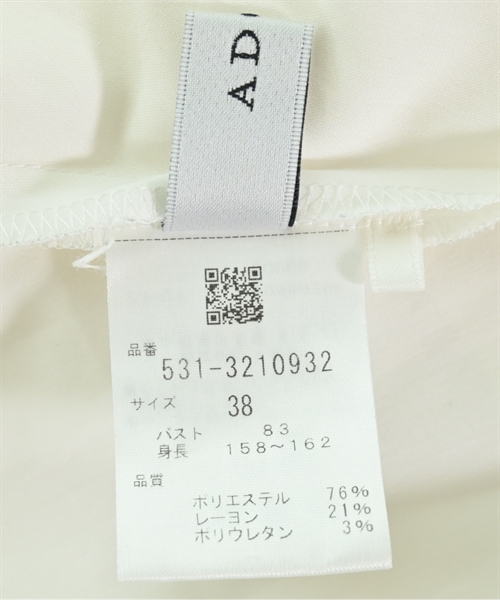 AD
品番
531-3210932
サイズ 38
バスト 83
身長 158~162
品質
ポリエステル 76%
レーヨン 21%
ポリウレタン 3%